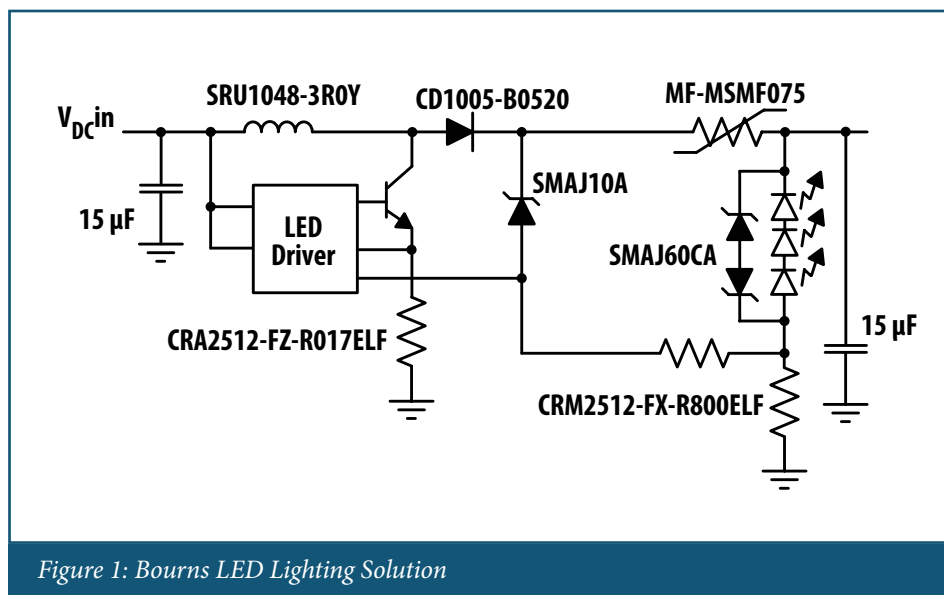 SRU1048-3R0Y
CD1005-B0520
MF-MSMF075
VDCin
15 µF
LED
Driver
SMAJ10A
SMAJ60CA
15 µF
CRA2512-FZ-R017ELF
CRM2512-FX-R800ELF
Figure 1: Bourns LED Lighting Solution